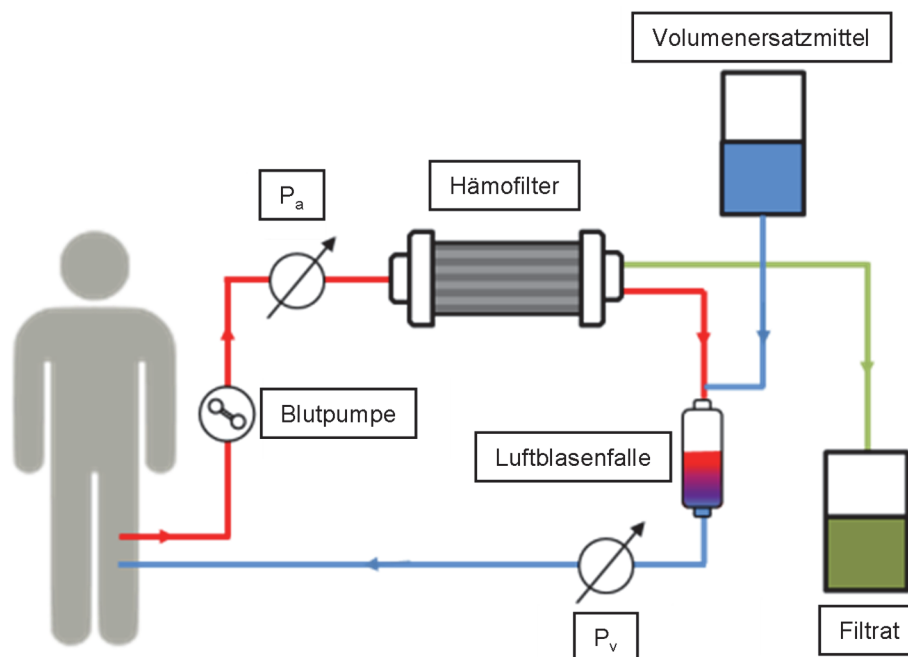 Volumenersatzmittel
Hämofilter
Pa
Blutpumpe
Luftblasenfalle
Pv
Filtrat